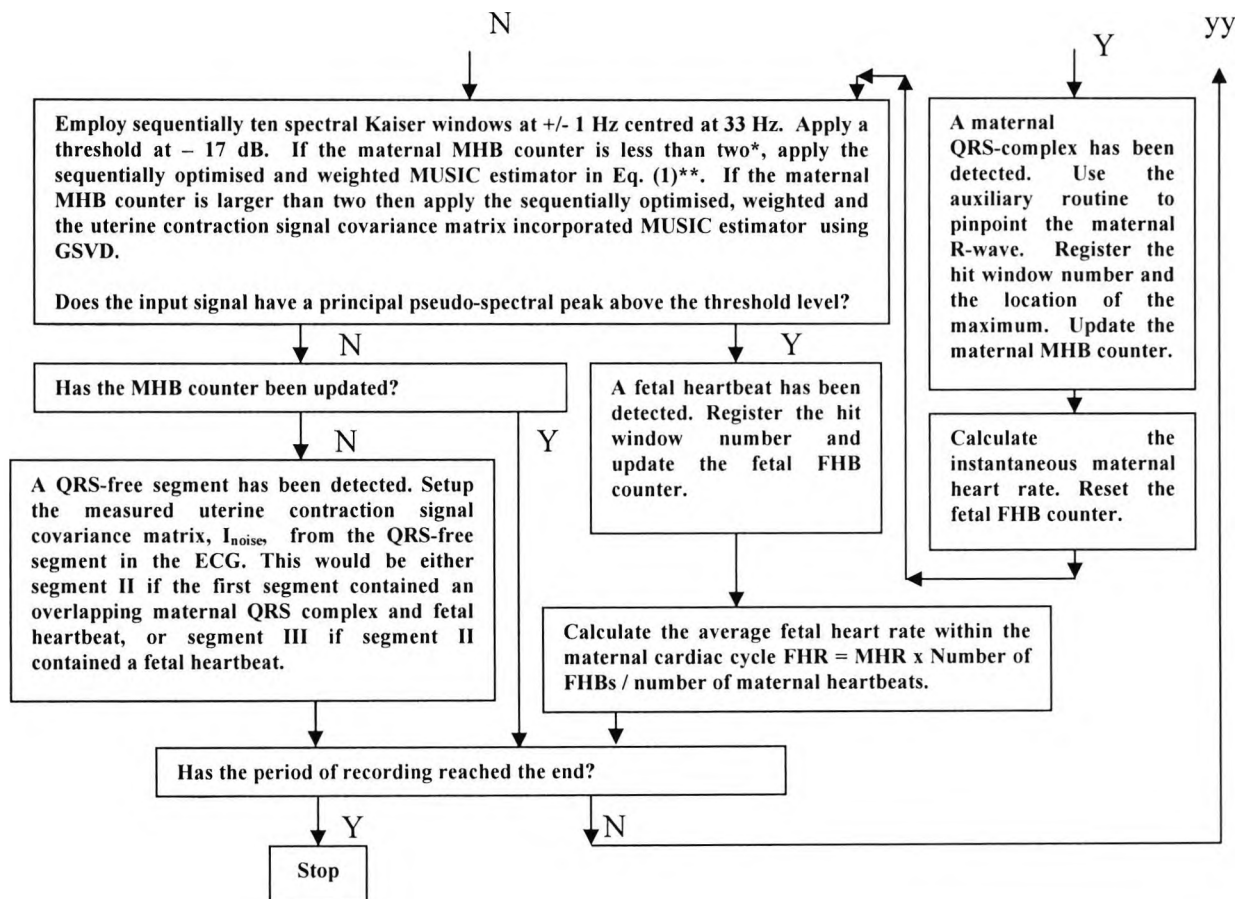 N
Y
yy
Employ sequentially ten spectral Kaiser windows at +/- 1 Hz centred at 33 Hz. Apply a
threshold at – 17 dB. If the maternal MHB counter is less than two*, apply the
sequentially optimised and weighted MUSIC estimator in Eq. (1)**. If the maternal
MHB counter is larger than two then apply the sequentially optimised, weighted and
the uterine contraction signal covariance matrix incorporated MUSIC estimator using
GSVD.
Does the input signal have a principal pseudo-spectral peak above the threshold level?
A maternal
QRS-complex has been
detected. Use the
auxiliary routine to
pinpoint the maternal
R-wave. Register the
hit window number and
the location of the
maximum. Update the
maternal MHB counter.
N
Y
Has the MHB counter been updated?
A fetal heartbeat has been
detected. Register the hit
window number and
update the fetal FHB
counter.
Calculate the
instantaneous maternal
heart rate. Reset the
fetal FHB counter.
N
Y
A QRS-free segment has been detected. Setup
the measured uterine contraction signal
covariance matrix, Inoise, from the QRS-free
segment in the ECG. This would be either
segment II if the first segment contained an
overlapping maternal QRS complex and fetal
heartbeat, or segment III if segment II
contained a fetal heartbeat.
Calculate the average fetal heart rate within the
maternal cardiac cycle FHR = MHR x Number of
FHBs / number of maternal heartbeats.
Has the period of recording reached the end?
Y
N
Stop